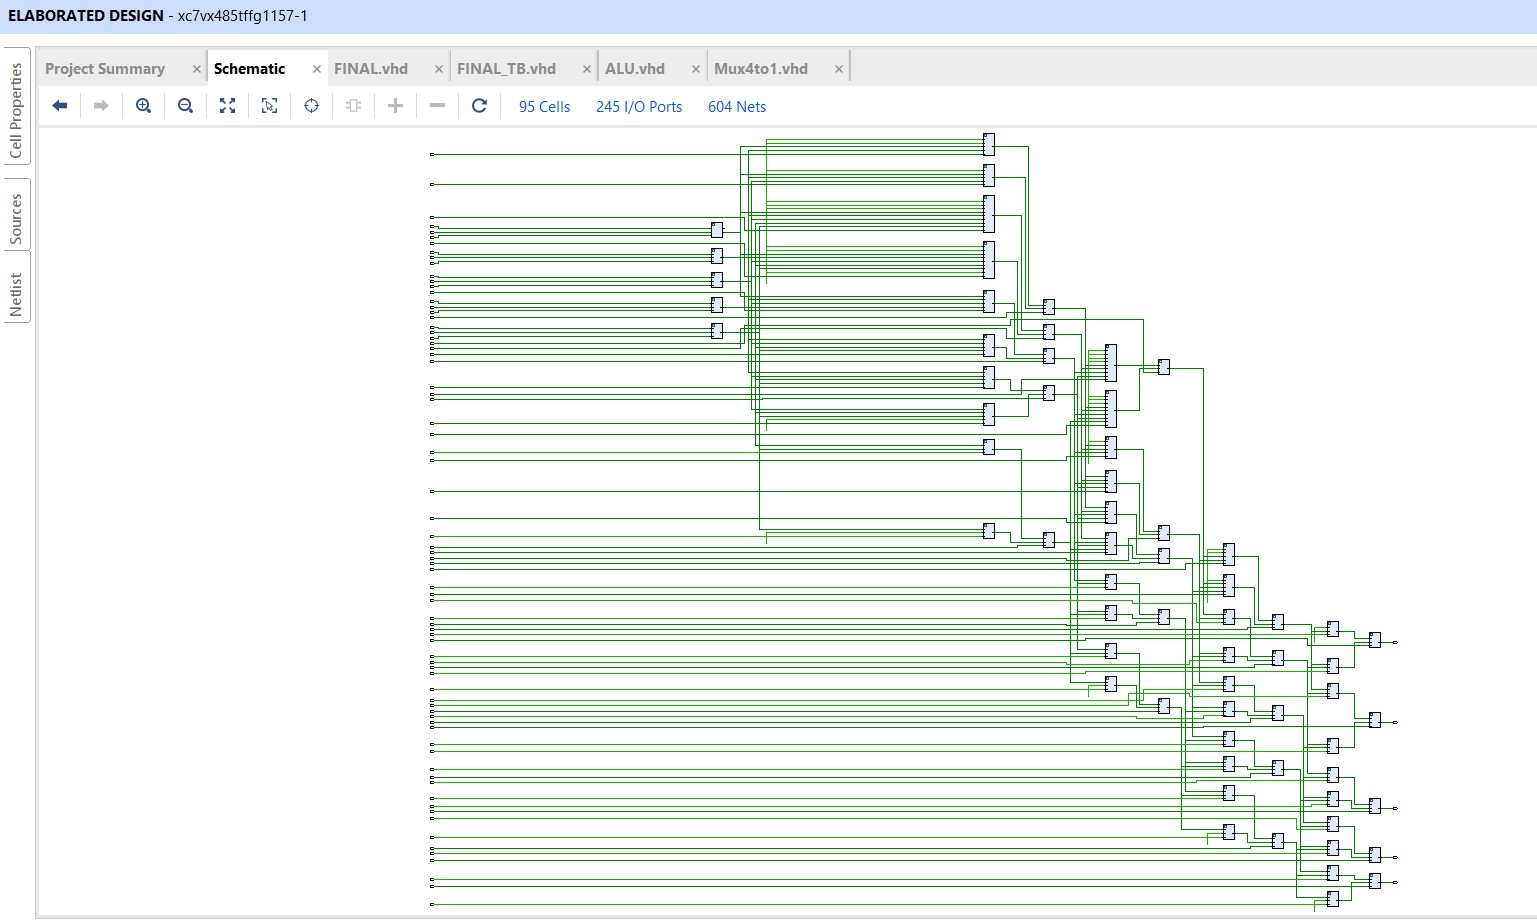 ELABORATED DESIGN - xc7vx485tffg1157-1
Project Summary × Schematic × FINAL.vhd × FINAL_TB.vhd × ALU.vhd × Mux4to1.vhd ×
95 Cells 245 I/O Ports 604 Nets
Cell Properties
Sources
Netlist